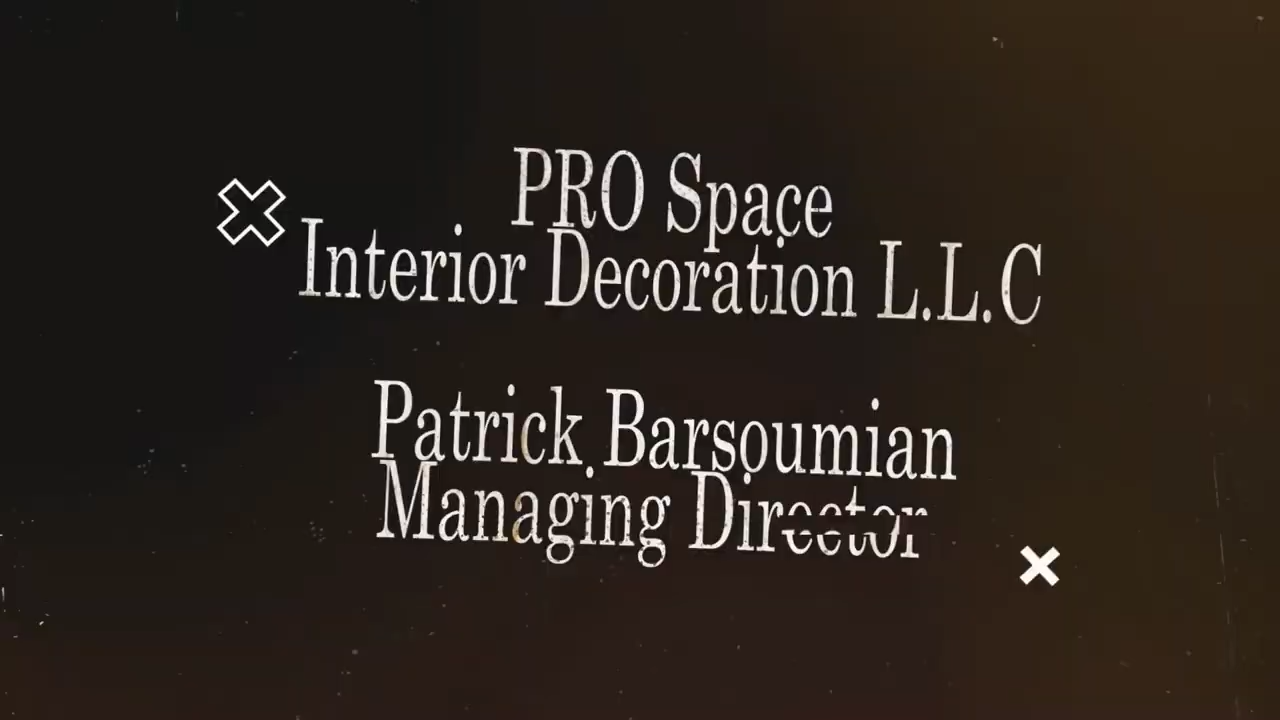 PRO Space
Interior Decoration L.L.C
Patrick Barsoumian
Managing Director